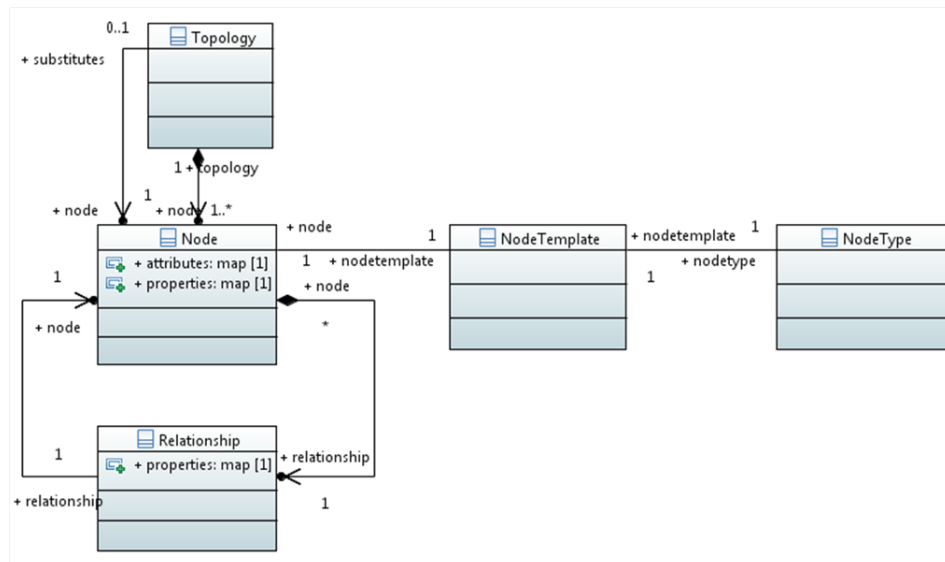 0..1
Topology
+ substitutes
1 + topology
1
+ node
+ node
1..*
Node
+ attributes: map [1]
+ properties: map [1]
+ node
1
1
+ nodetemplate
+ node
*
NodeTemplate
+ nodetemplate
1
+ nodetype
1
NodeType
1
+ node
Relationship
+ properties: map [1]
1
+ relationship
+ relationship
1